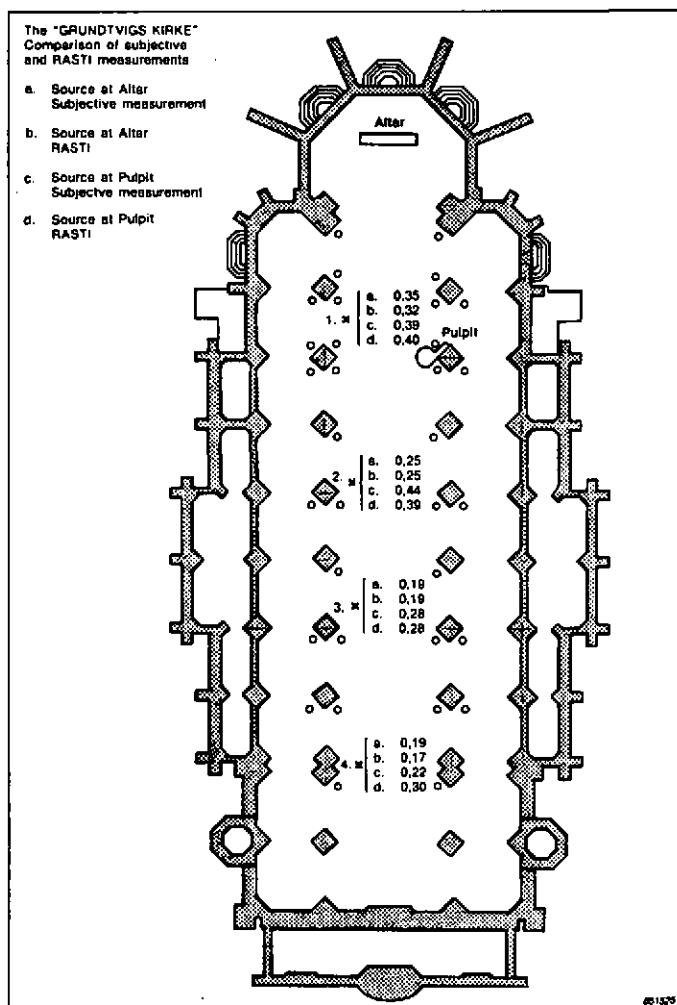 The "GRUNDTVIGS KIRKE"
Comparison of subjective
and RASTI measurements
a. Source at Altar
Subjective measurement
b. Source at Altar
RASTI
c. Source at Pulpit
Subjectve measurement
d. Source at Pulpit
RASTI
Altar
1. × a. 0,35
b. 0,32
c. 0,39
d. 0,40
Pulpit
2. × a. 0,25
b. 0,25
c. 0,44
d. 0,39
3. × a. 0,19
b. 0,19
c. 0,28
d. 0,28
4. × a. 0,19
b. 0,17
c. 0,22
d. 0,30